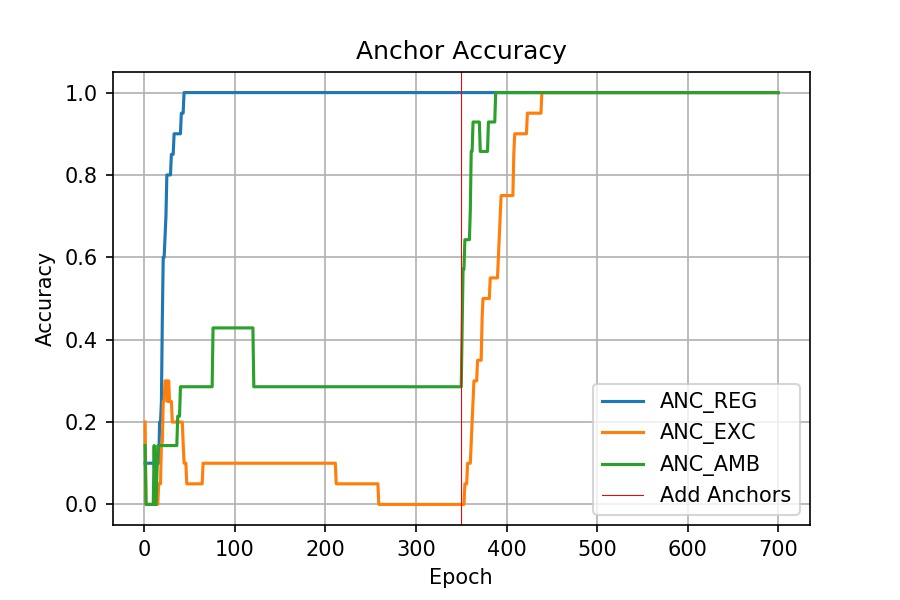 Anchor Accuracy
1.0
0.8
0.6
0.4
0.2
0.0
Accuracy
0 100 200 300 400 500 600 700
Epoch
ANC_REG
ANC_EXC
ANC_AMB
Add Anchors